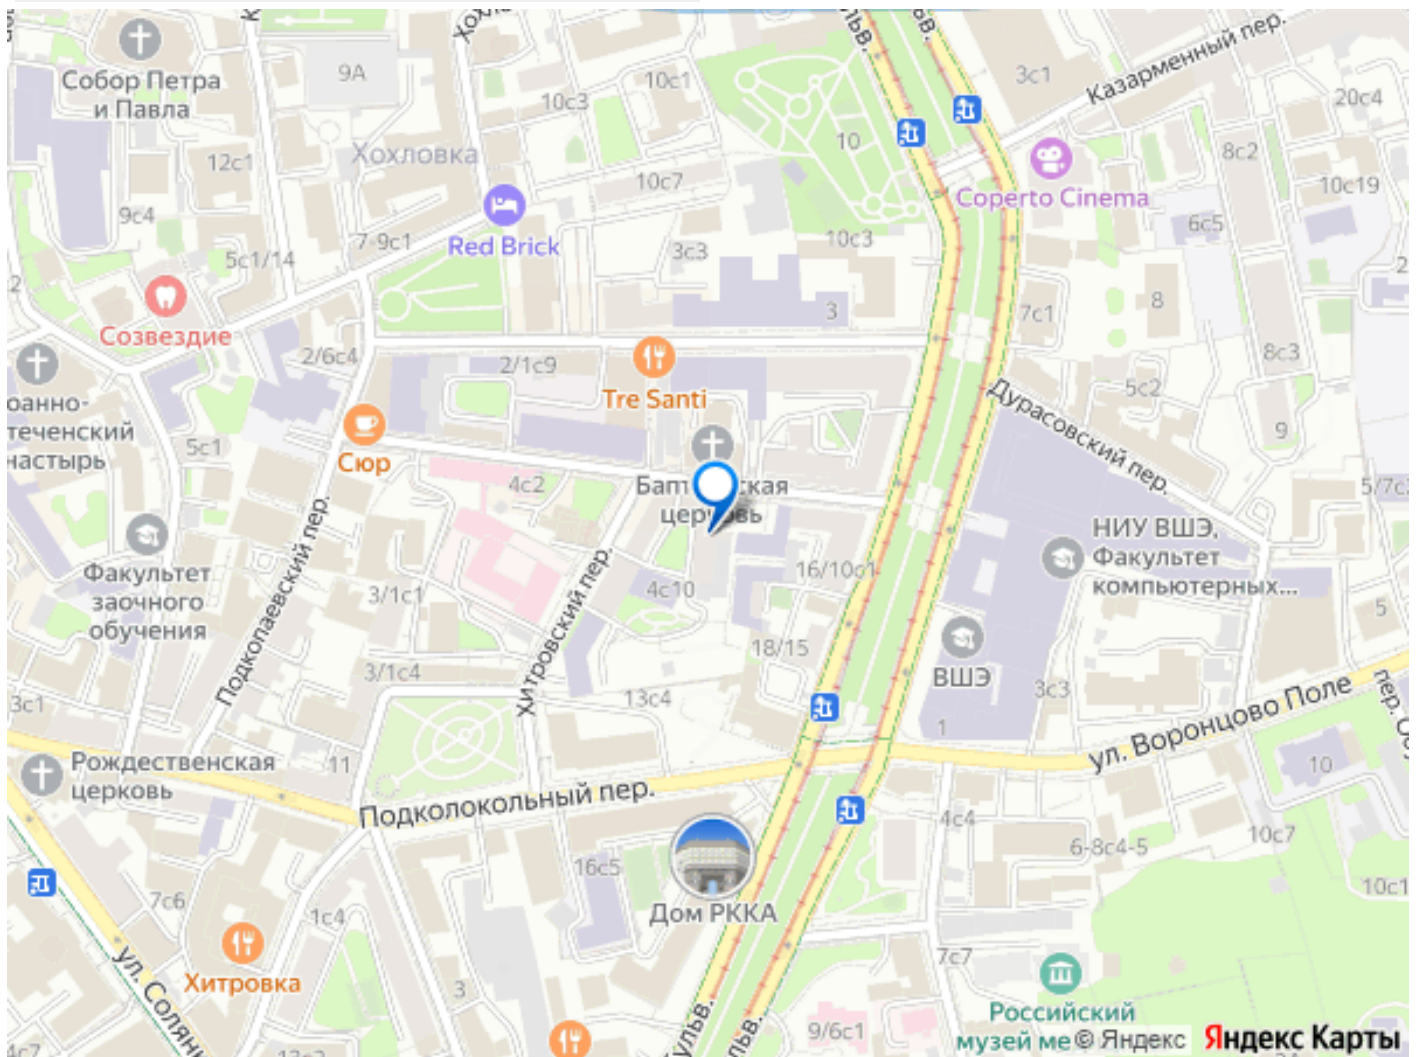 Собор Петра
и Павла
9А
10с3
10с1
Хохловка
12с1
9с4
10с7
10
3с1
Казарменный пер.
20с4
8с2
10с19
Coperto Cinema
6с5
7-9с1
5с1/14
Red Brick
3с3
10с3
3
7с1
8
Созвездие
2/6с4
2/1с9
Tre Santi
8с3
5с2
Дурасовский пер.
9
5с1
Сюр
4с2
Подкопаевский пер.
Хитровский пер.
церковь
16/10с1
НИУ ВШЭ,
Факультет
компьютерных...
Факультет
заочного
обучения
3/1с1
4с10
18/15
ВШЭ
3с3
5
3/1с4
13с4
3с1
1
ул. Воронцово Поле
10
Рождественская
церковь
11
Подколокольный пер.
4с4
6-8с4-5
10с7
16с5
Дом РККА
10с1
7с6
1с4
Хитровка
3
7с7
Российский
музей ме
9/6с1
© Яндекс
Яндекс Карты